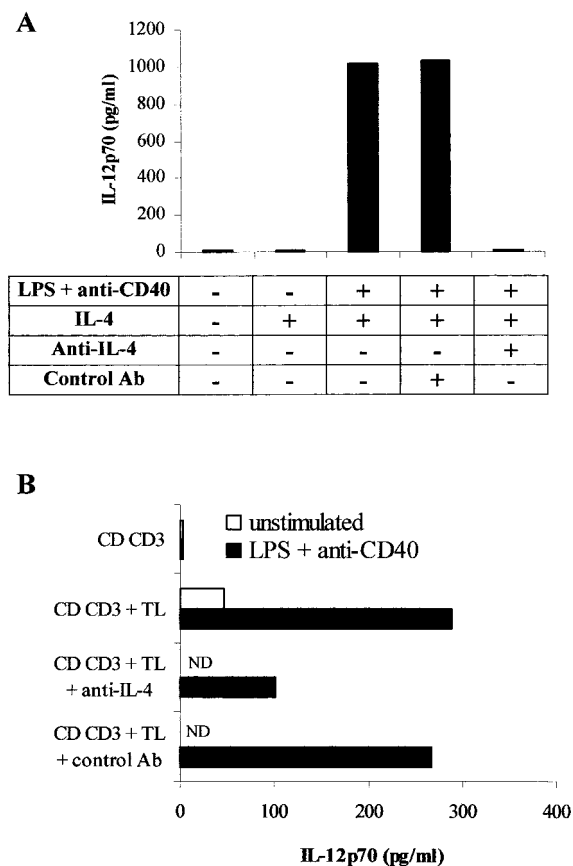 A
IL-12p70 (pg/ml)
1200
1000
800
600
400
200
0
LPS + anti-CD40 - - + + +
IL-4 - + + + +
Anti-IL-4 - - - - +
Control Ab - - - + -
B
unstimulated
LPS + anti-CD40
CD CD3
CD CD3 + TL
CD CD3 + TL
+ anti-IL-4
ND
CD CD3 + TL
+ control Ab
ND
0 100 200 300 400
IL-12p70 (pg/ml)